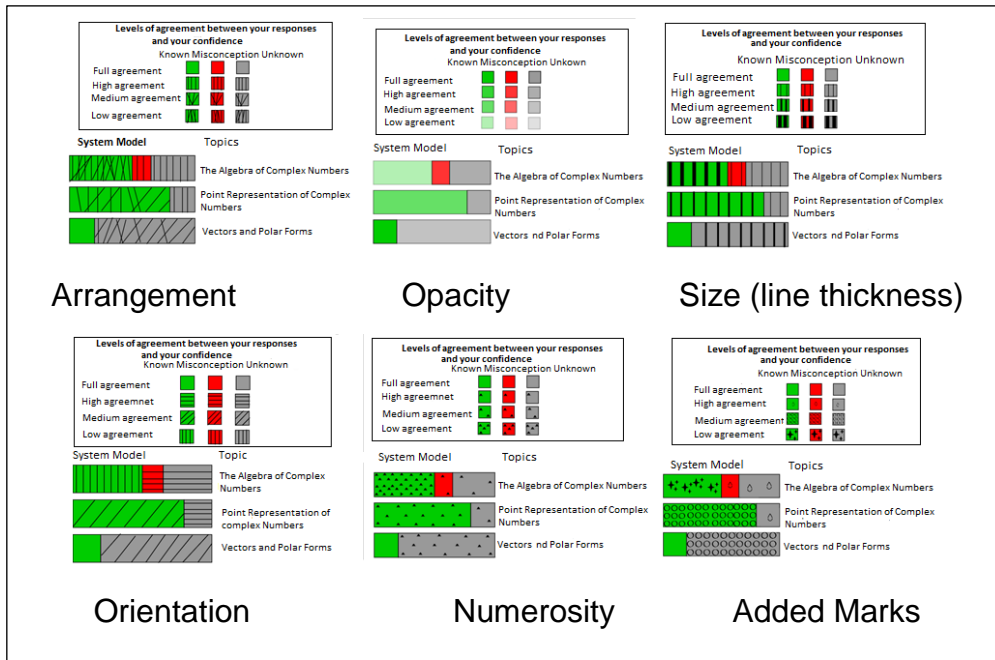 Levels of agreement between your responses
and your confidence
Known Misconception Unknown
Full agreement
High agreement
Medium agreement
Low agreement
System Model Topics
The Algebra of Complex Numbers
Point Representation of Complex
Numbers
Vectors and Polar Forms
Arrangement
Levels of agreement between your responses
and your confidence
Known Misconception Unkown
Full agreement
High agreement
Medium agreement
Low agreement
System Model Topics
The Algebra of Complex Numbers
Point Representation of Complex
Numbers
Vectors nd Polar Forms
Opacity
Levels of agreement between your responses
and your confidence
Known Misconception Unknown
Full agreement
High agreement
Medium agreement
Low agreement
System Model Topics
The Algebra of Complex Numbers
Point Representation of Complex
Numbers
Vectors nd Polar Forms
Size (line thickness)
Levels of agreement between your responses
and your confidence
Known Misconception Unknown
Full agreement
High agreemnet
Medium agreement
Low agreement
System Model Topics
The Algebra of Complex
Numbers
Point Representation of
complex Numbers
Vectors and Polar Forms
Orientation
Levels of agreement between your responses
and your confidence
Known Misconception Unknown
Full agreement
High agreement
Medium agreement
Low agreement
System Model Topics
The Algebra of Complex Numbers
Point Representation of Complex
Numbers
Vectors nd Polar Forms
Numerosity
Levels of agreement between your responses
and your confidence
Known Misconception Unknown
Full agreement
High agreement
Medium agreement
Low agreement
System Model Topics
The Algebra of Complex Numbers
Point Representation of Complex
Numbers
Vectors nd Polar Forms
Added Marks